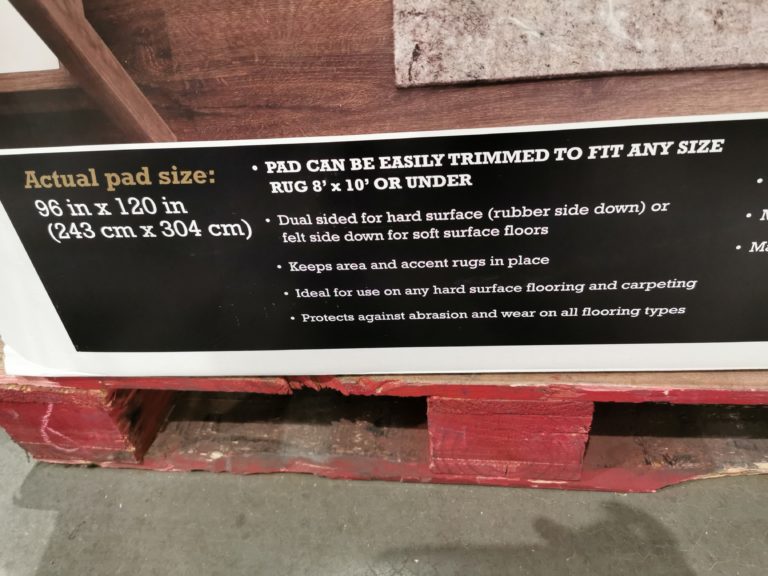 Actual pad size:
96 in x 120 in
(243 cm x 304 cm)
• PAD CAN BE EASILY TRIMMED TO FIT ANY SIZE
RUG 8' x 10' OR UNDER
• Dual sided for hard surface (rubber side down) or
felt side down for soft surface floors
• Keeps area and accent rugs in place
• Ideal for use on any hard surface flooring and carpeting
• Protects against abrasion and wear on all flooring types